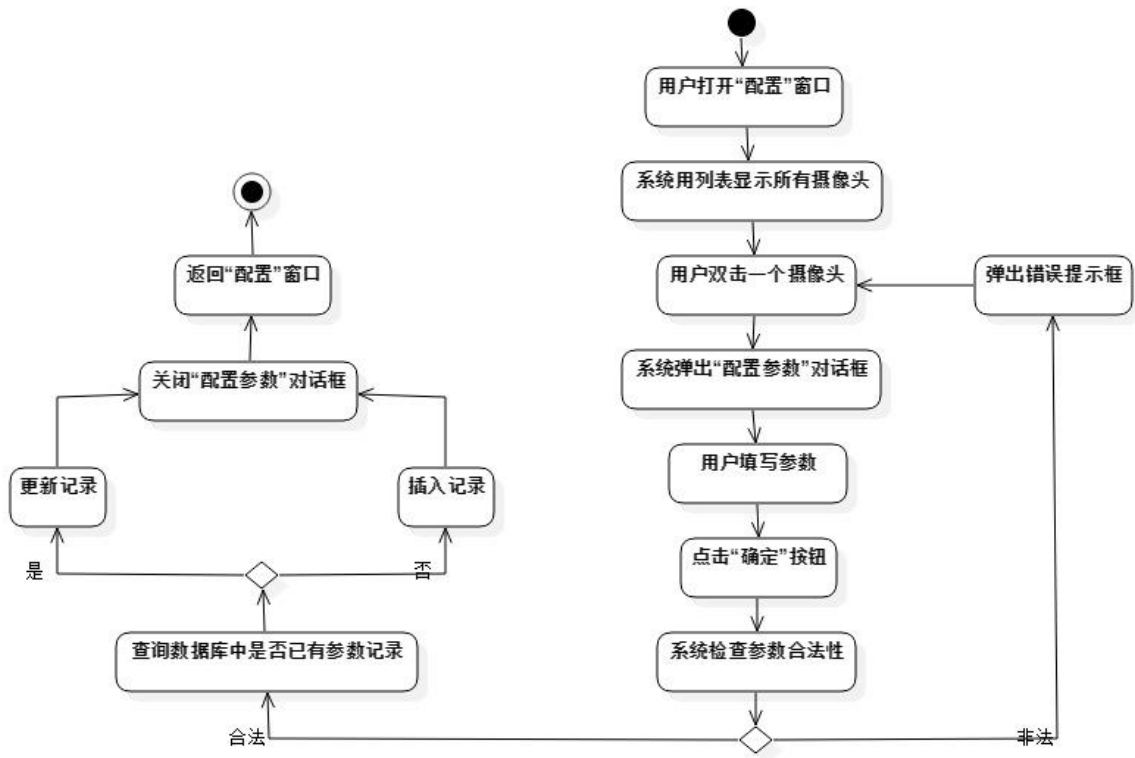 用户打开“配置”窗口
系统用列表显示所有摄像头
用户双击一个摄像头
弹出错误提示框
系统弹出“配置参数”对话框
用户填写参数
点击“确定”按钮
系统检查参数合法性
合法
非法
查询数据库中是否已有参数记录
是
否
更新记录
插入记录
关闭“配置参数”对话框
返回“配置”窗口